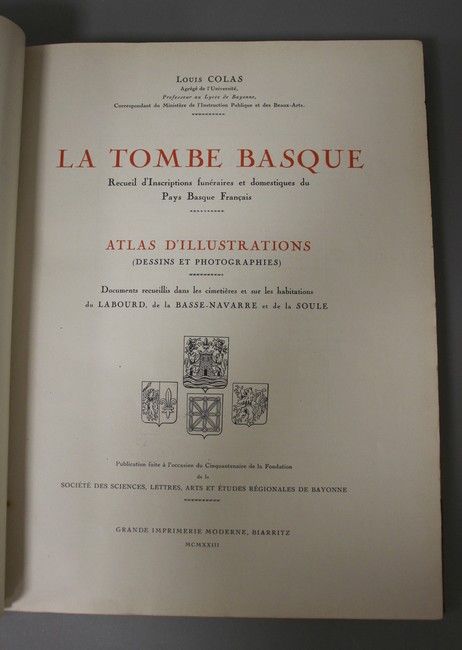 Louis COLAS
Agrégé de l'Université,
Professeur au Lycée de Bayonne,
Correspondant du Ministère de l'Instruction Publique et des Beaux-Arts.
LA TOMBE BASQUE
Recueil d'Inscriptions funéraires et domestiques du
Pays Basque Français
ATLAS D'ILLUSTRATIONS
(DESSINS ET PHOTOGRAPHIES)
Documents recueillis dans les cimetières et sur les habitations
du LABOURD, de la BASSE-NAVARRE et de la SOULE
Publication faite à l'occasion du Cinquantenaire de la Fondation
de la
SOCIÉTÉ DES SCIENCES, LETTRES, ARTS ET ÉTUDES RÉGIONALES DE BAYONNE
GRANDE IMPRIMERIE MODERNE, BIARRITZ
MCMXXIII